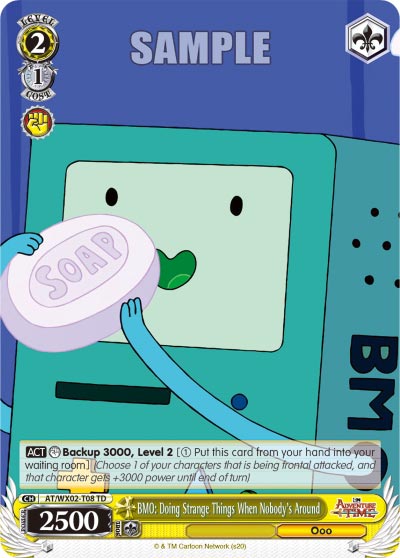 LEVEL
2
SAMPLE
1
COST
SOAP
BM
ACT Backup 3000, Level 2 [① Put this card from your hand into your
waiting room] (Choose 1 of your characters that is being frontal attacked, and
that character gets +3000 power until end of turn)
CH AT/WX02-T08 TD
BMO: Doing Strange Things When Nobody's Around
ADVENTURE TIME
POWER 2500
Ooo
© & TM Cartoon Network (s20)